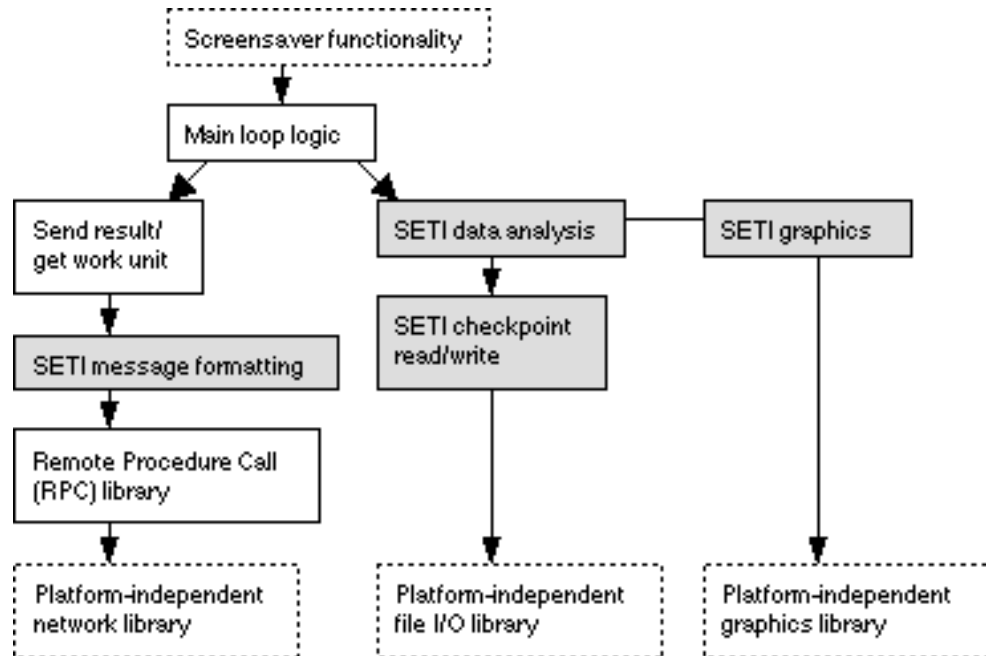 Screensaver functionality
Main loop logic
Send result/
get work unit
SETI data analysis
SETI graphics
SETI checkpoint
read/write
SETI message formatting
Remote Procedure Call
(RPC) library
Platform-independent
network library
Platform-independent
file I/O library
Platform-independent
graphics library